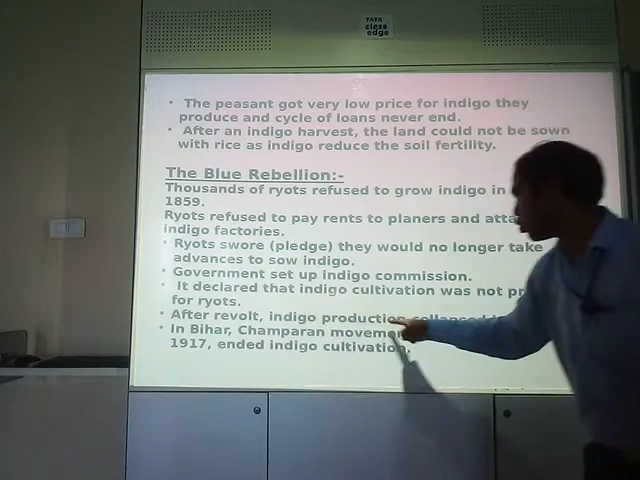 TATA
class
edge
• The peasant got very low price for indigo they
produce and cycle of loans never end.
• After an indigo harvest, the land could not be sown
with rice as indigo reduce the soil fertility.
The Blue Rebellion:-
Thousands of ryots refused to grow indigo in
1859.
Ryots refused to pay rents to planers and
indigo factories.
• Ryots swore (pledge) they would no longer take
advances to sow indigo.
• Government set up indigo commission.
• It declared that indigo cultivation was not
for ryots.
• After revolt, indigo production collapsed
• In Bihar, Champaran
1917, ended indigo cultivation.